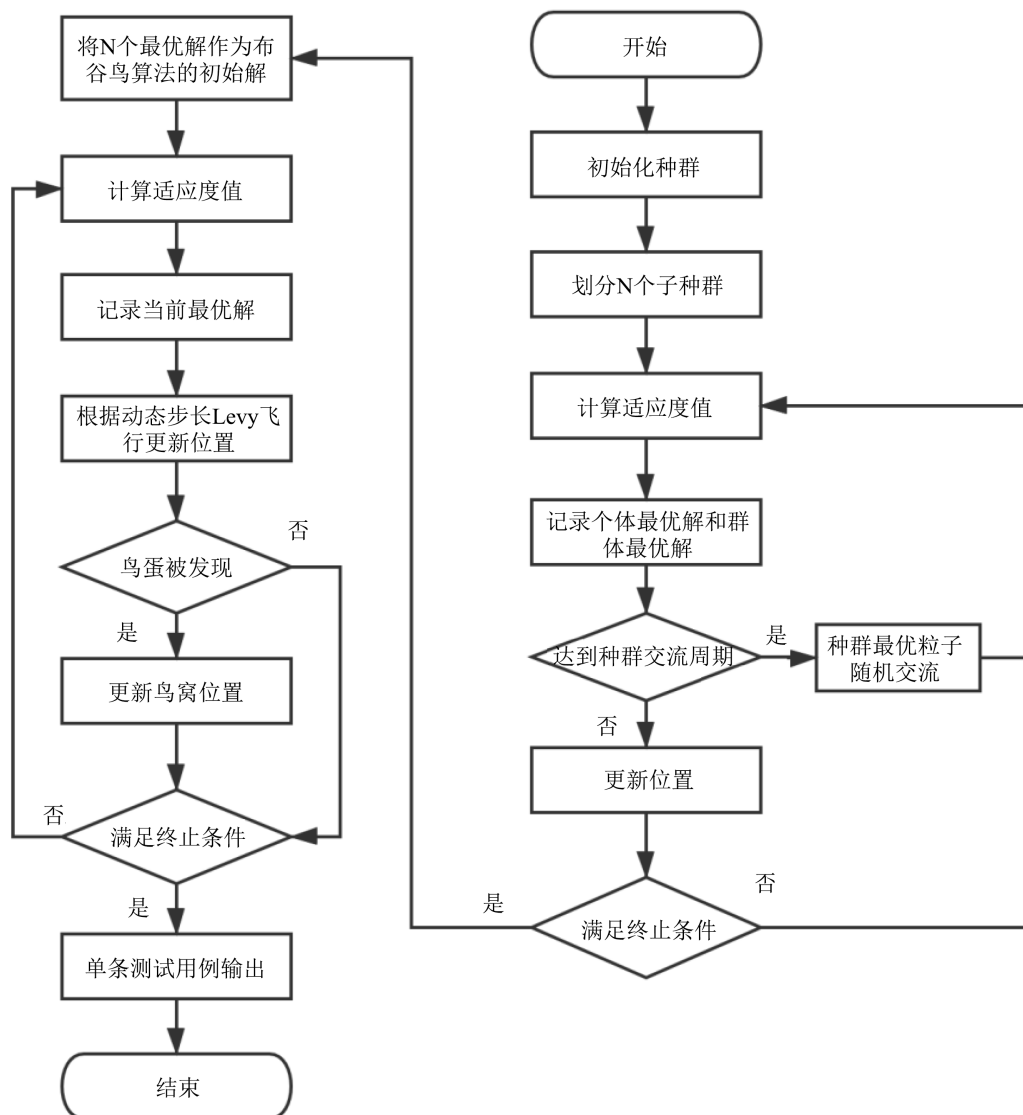 将N个最优解作为布
谷鸟算法的初始解
计算适应度值
记录当前最优解
根据动态步长Levy飞
行更新位置
否
鸟蛋被发现
是
更新鸟窝位置
否
满足终止条件
是
单条测试用例输出
结束
开始
初始化种群
划分N个子种群
计算适应度值
记录个体最优解和群
体最优解
达到种群交流周期
是
种群最优粒子
随机交流
否
更新位置
是
满足终止条件
否